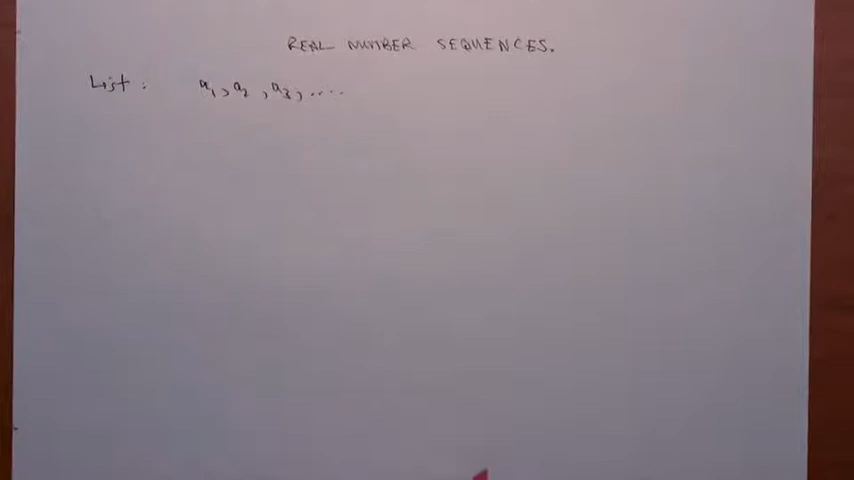 REAL NUMBER SEQUENCES.
List : a₁, a₂, a₃, ....